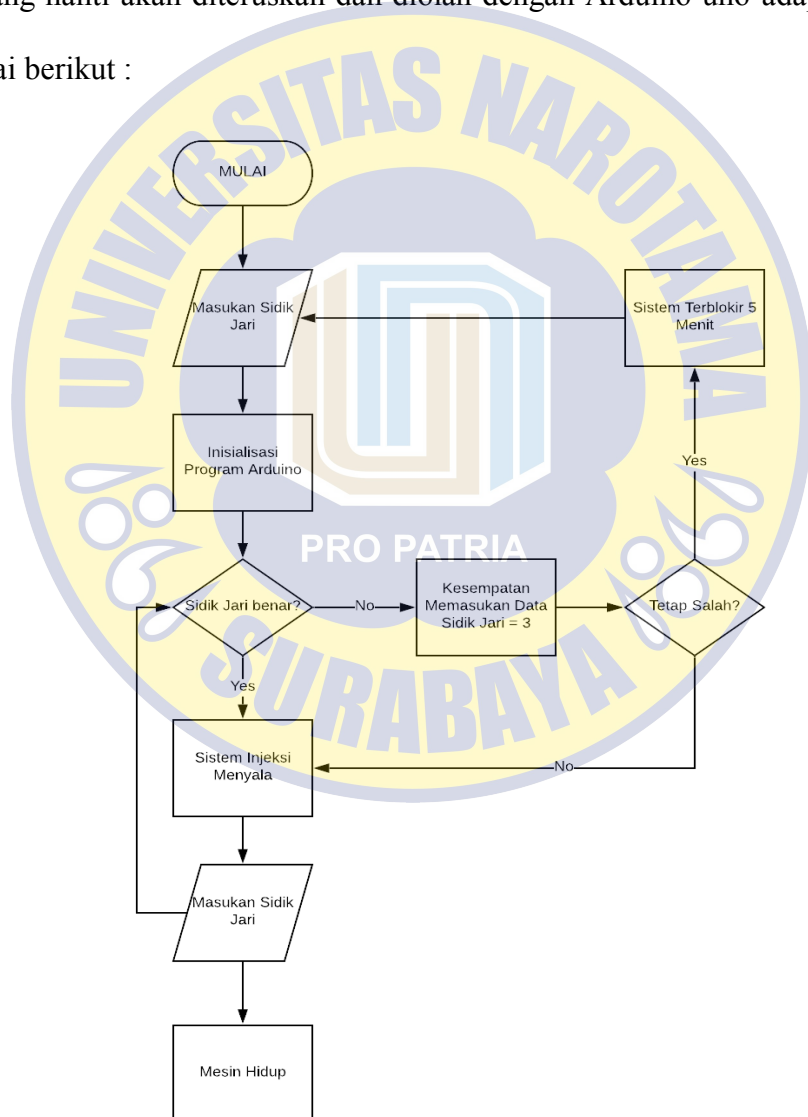 yang nanti akan diteruskan dan diolah dengan Arduino uno
ai berikut :
UNIVERSITAS NAROTAMA
MULAI
Masukan Sidik
Jari
Sistem Terblokir 5
Menit
Inisialisasi
Program Arduino
Yes
PRO PATRIA
Sidik Jari benar?
No
Kesempatan
Memasukan Data
Sidik Jari = 3
Tetap Salah?
Yes
SURABAYA
Sistem Injeksi
Menyala
No
Masukan Sidik
Jari
Mesin Hidup